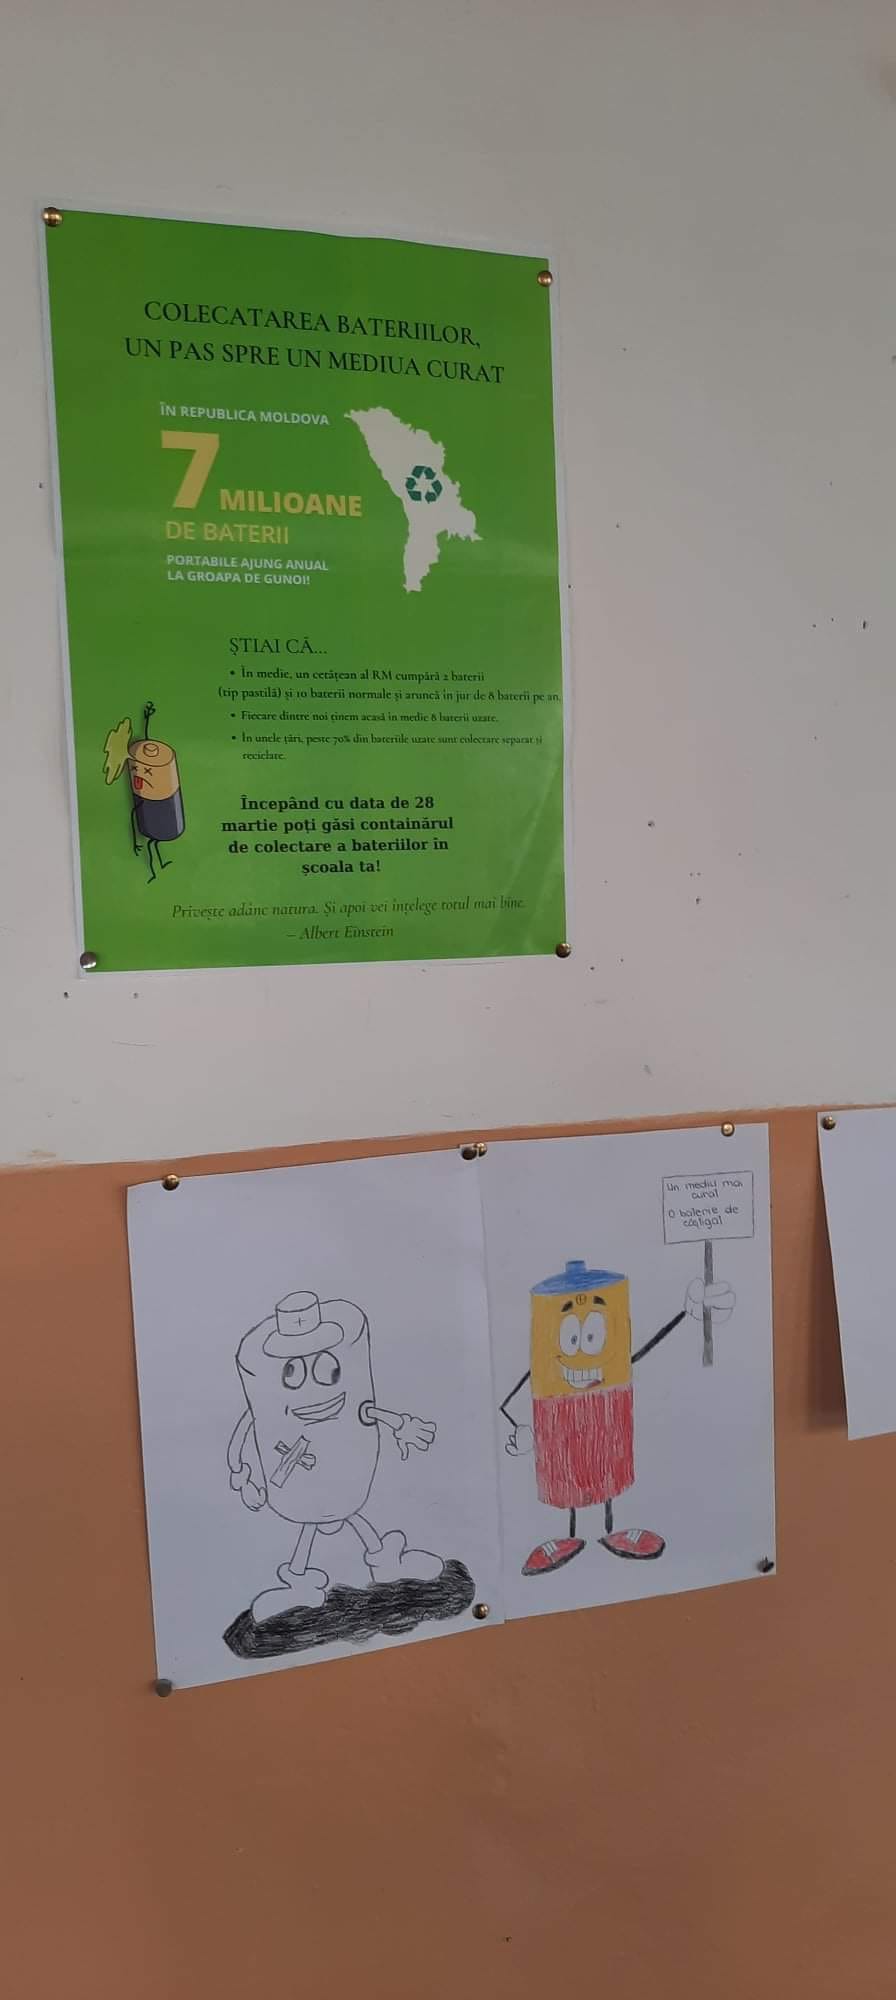 COLECATAREA BATERIILOR,
UN PAS SPRE UN MEDIUA CURAT
ÎN REPUBLICA MOLDOVA
7 MILIOANE
DE BATERII
PORTABILE AJUNG ANUAL
LA GROAPA DE GUNOI!
ȘTIAI CĂ...
• În medie, un cetățean al RM cumpără 2 baterii
(tip pastilă) și 10 baterii normale și aruncă în jur de 8 baterii pe an.
• Fiecare dintre noi ținem acasă în medie 8 baterii uzate.
• În unele țări, peste 70% din bateriile uzate sunt colectare separat și
reciclate.
Începând cu data de 28
martie poți găsi containărul
de colectare a bateriilor în
școala ta!
Privește adânc natura. Și apoi vei înțelege totul mai bine.
– Albert Einstein
Un mediu mai
curat
O baterie de
câștigat